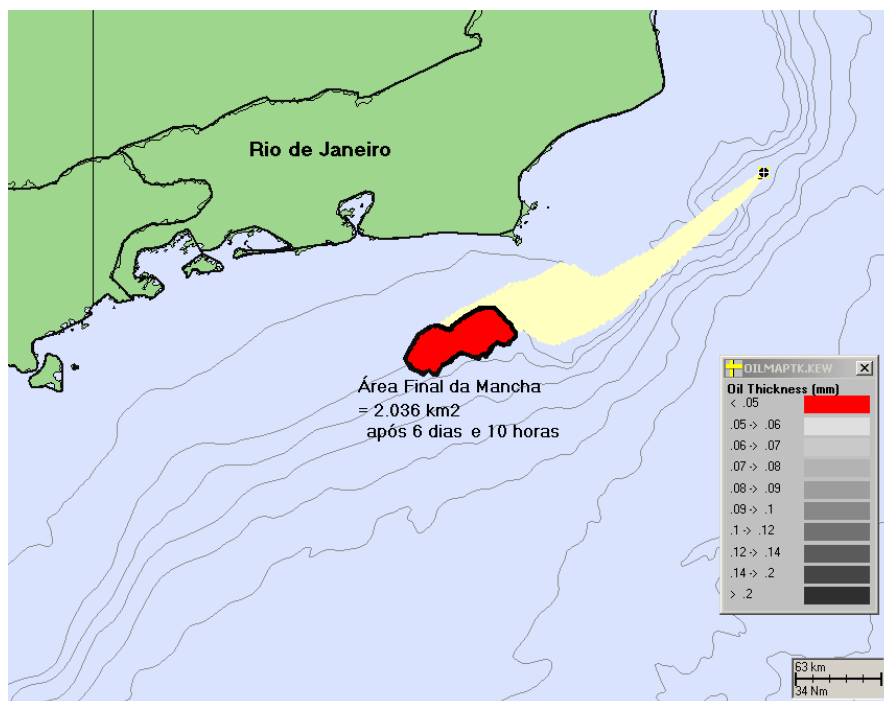 Rio de Janeiro
Área Final da Mancha
= 2.036 km2
após 6 dias e 10 horas
OILMAPTK.KEW
Oil Thickness (mm)
< .05
.05 -> .06
.06 -> .07
.07 -> .08
.08 -> .09
.09 -> .1
.1 -> .12
.12 -> .14
.14 -> .2
> .2
63 km
34 Nm